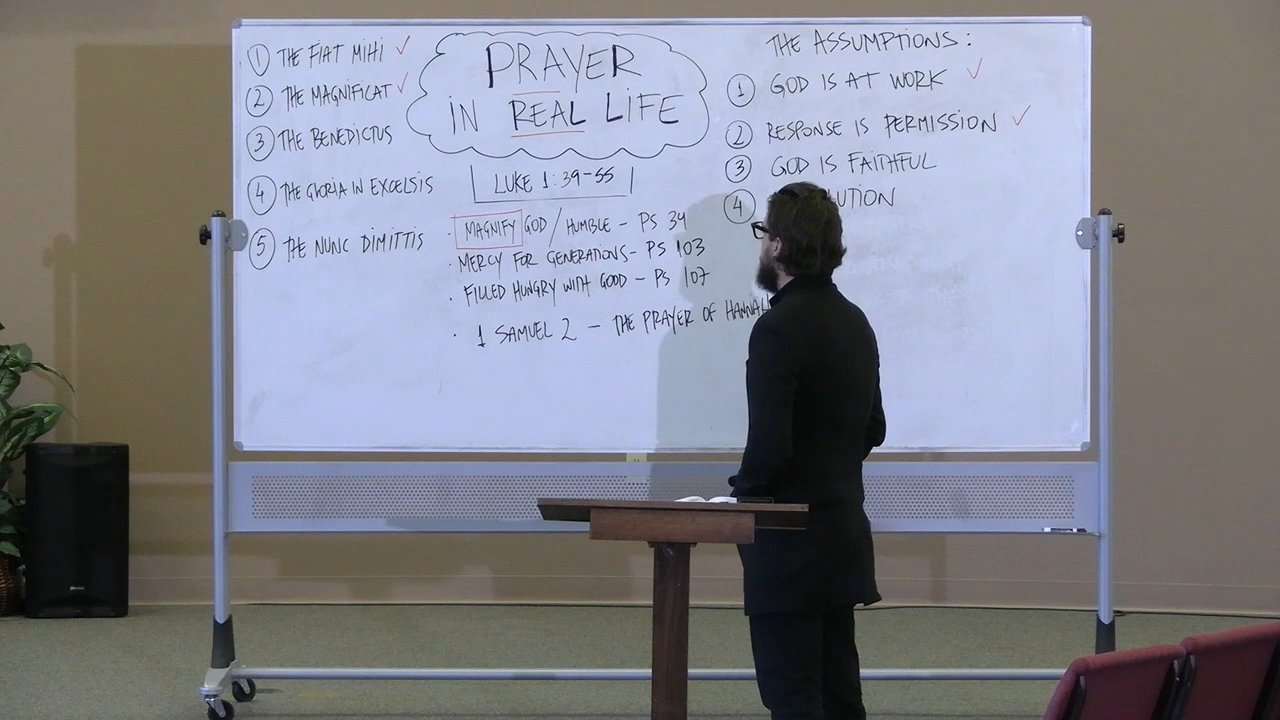 ① THE FIAT MIHI ✓
② THE MAGNIFICAT ✓
③ THE BENEDICTUS
④ THE GLORIA IN EXCELSIS
⑤ THE NUNC DIMITTIS
PRAYER
IN REAL LIFE
LUKE 1:39-55
· MAGNIFY GOD / HUMBLE - PS 34
· MERCY FOR GENERATIONS - PS 103
· FILLED HUNGRY WITH GOOD - PS 107
· 1 SAMUEL 2 - THE PRAYER OF HANNAH
THE ASSUMPTIONS:
① GOD IS AT WORK ✓
② RESPONSE IS PERMISSION ✓
③ GOD IS FAITHFUL
④